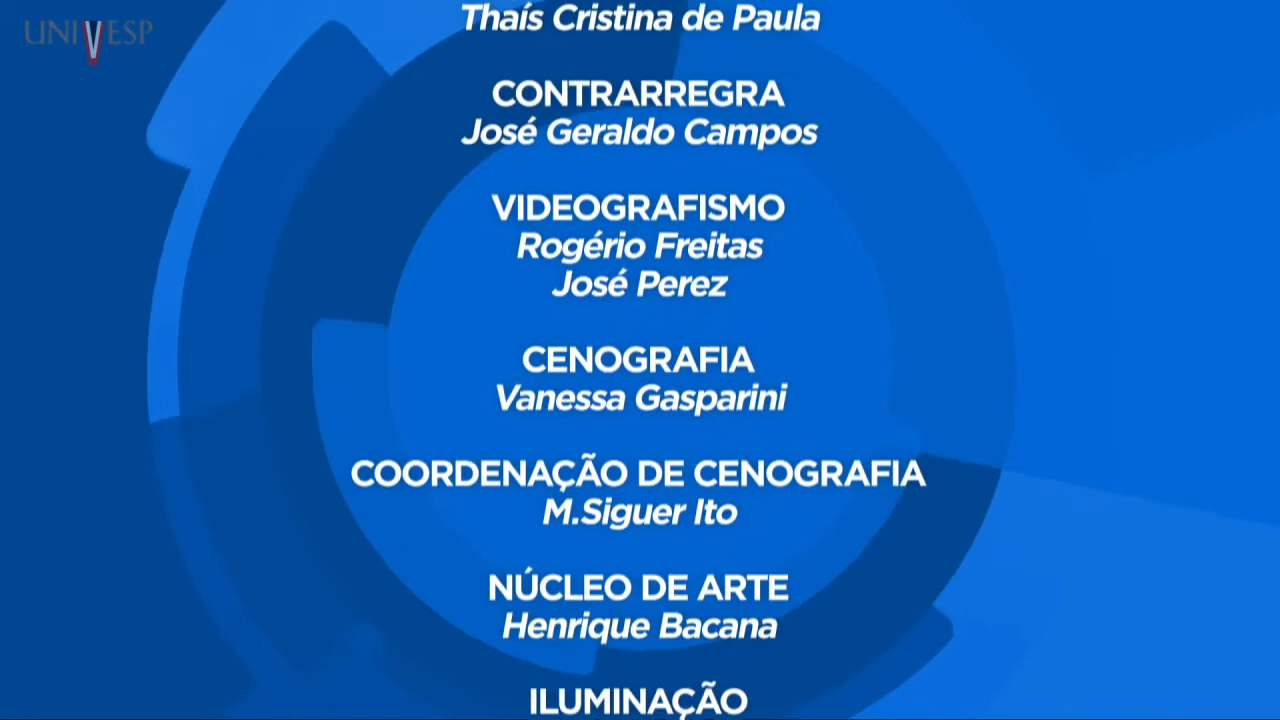 UNIVESP
Thaís Cristina de Paula
CONTRARREGRA
José Geraldo Campos
VIDEOGRAFISMO
Rogério Freitas
José Perez
CENOGRAFIA
Vanessa Gasparini
COORDENAÇÃO DE CENOGRAFIA
M.Siguer Ito
NÚCLEO DE ARTE
Henrique Bacana
ILUMINAÇÃO